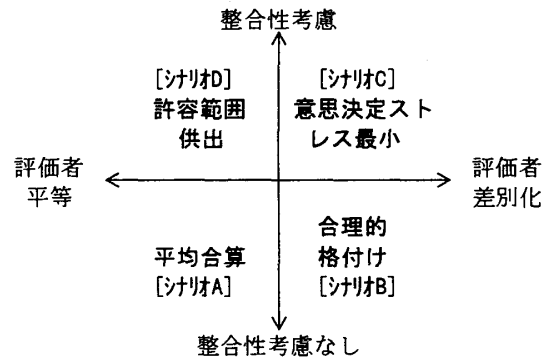 整合性考慮
[ｼﾅﾘｵD]
許容範囲
供出
[ｼﾅﾘｵC]
意思決定スト
レス最小
評価者
平等
評価者
差別化
平均合算
[ｼﾅﾘｵA]
合理的
格付け
[ｼﾅﾘｵB]
整合性考慮なし